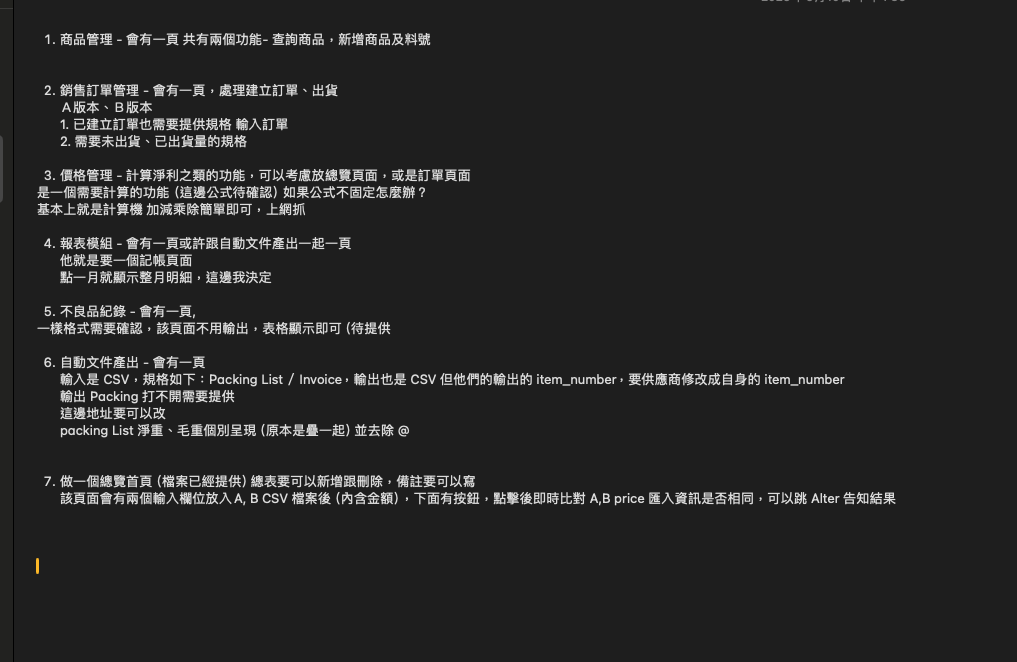 1. 商品管理 - 會有一頁 共有兩個功能- 查詢商品，新增商品及料號
2. 銷售訂單管理 - 會有一頁，處理建立訂單、出貨
Ａ版本、Ｂ版本
1. 已建立訂單也需要提供規格 輸入訂單
2. 需要未出貨、已出貨量的規格
3. 價格管理 - 計算淨利之類的功能，可以考慮放總覽頁面，或是訂單頁面
是一個需要計算的功能 (這邊公式待確認) 如果公式不固定怎麼辦？
基本上就是計算機 加減乘除簡單即可，上網抓
4. 報表模組 - 會有一頁或許跟自動文件產出一起一頁
他就是要一個記帳頁面
點一月就顯示整月明細，這邊我決定
5. 不良品紀錄 - 會有一頁,
一樣格式需要確認，該頁面不用輸出，表格顯示即可 (待提供
6. 自動文件產出 - 會有一頁
輸入是 CSV，規格如下：Packing List / Invoice，輸出也是 CSV 但他們的輸出的 item_number，要供應商修改成自身的 item_number
輸出 Packing 打不開需要提供
這邊地址要可以改
packing List 淨重、毛重個別呈現 (原本是疊一起) 並去除 @
7. 做一個總覽首頁 (檔案已經提供) 總表要可以新增跟刪除，備註要可以寫
該頁面會有兩個輸入欄位放入 A, B CSV 檔案後 (內含金額) ，下面有按鈕，點擊後即時比對 A,B price 匯入資訊是否相同，可以跳 Alter 告知結果